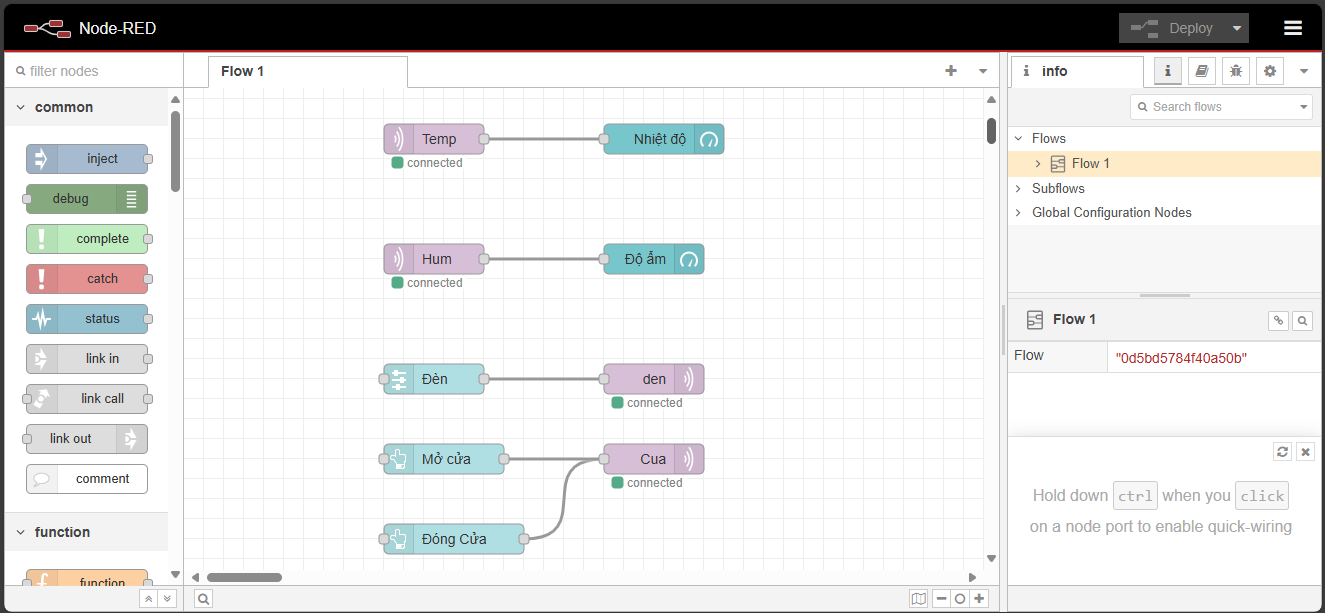 Node-RED
Deploy
filter nodes
Flow 1
info
common
Search flows
inject
debug
complete
catch
status
link in
link call
link out
comment
function
function
Temp
connected
Nhiệt độ
Hum
connected
Độ ẩm
Đèn
den
connected
Mở cửa
Cua
connected
Đóng Cửa
Flows
Flow 1
Subflows
Global Configuration Nodes
Flow 1
Flow "0d5bd5784f40a50b"
Hold down ctrl when you click
on a node port to enable quick-wiring